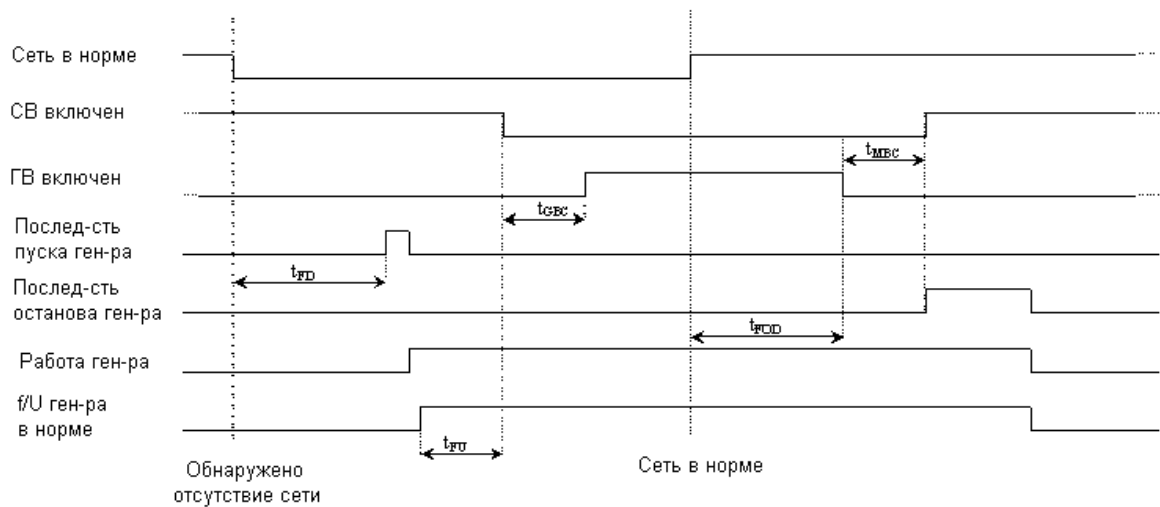 Сеть в норме
СВ включен
tMBC
ГВ включен
tGBC
Послед-сть
пуска ген-ра
tFD
Послед-сть
останова ген-ра
tFDD
Работа ген-ра
f/U ген-ра
в норме
tFU
Обнаружено
отсутствие сети
Сеть в норме